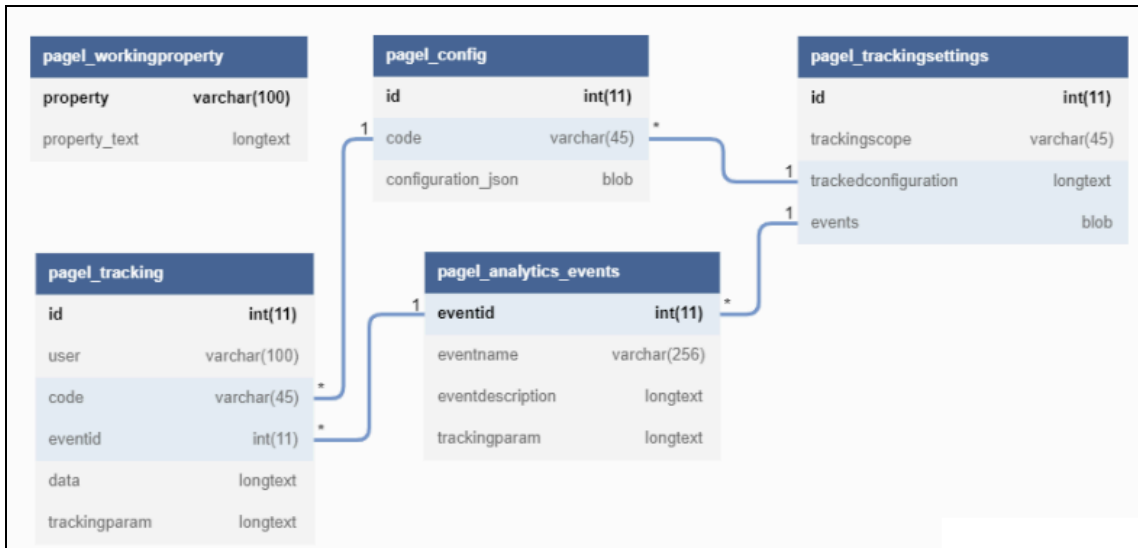 pagel_workingproperty
property varchar(100)
property_text longtext
pagel_config
id int(11)
1 code varchar(45) *
configuration_json blob
pagel_trackingsettings
id int(11)
trackingscope varchar(45)
1 trackedconfiguration longtext
1 events blob
pagel_tracking
id int(11)
user varchar(100)
code varchar(45) *
eventid int(11) *
data longtext
trackingparam longtext
pagel_analytics_events
1 eventid int(11) *
eventname varchar(256)
eventdescription longtext
trackingparam longtext